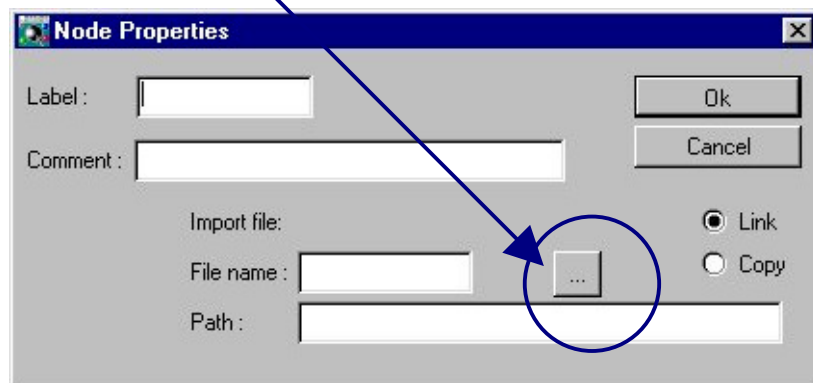 Node Properties
Label :
Ok
Comment :
Cancel
Import file:
Link
File name :
...
Copy
Path :